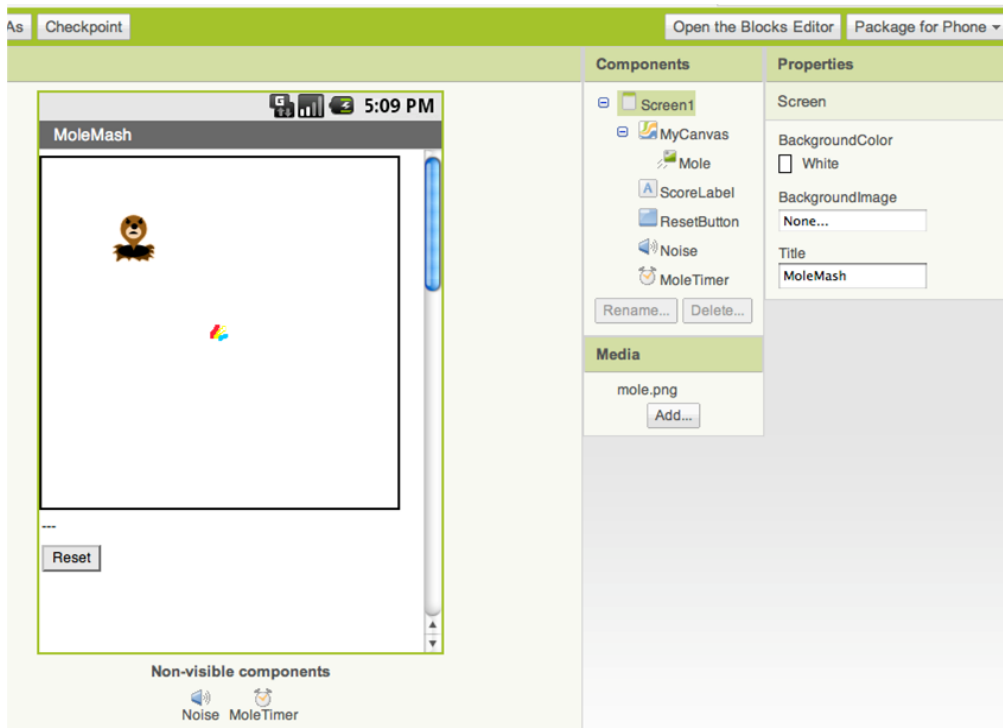 As
Checkpoint
Open the Blocks Editor
Package for Phone
5:09 PM
MoleMash
---
Reset
Non-visible components
Noise
MoleTimer
Components
Screen1
MyCanvas
Mole
A
ScoreLabel
ResetButton
Noise
MoleTimer
Rename...
Delete...
Media
mole.png
Add...
Properties
Screen
BackgroundColor
White
BackgroundImage
None...
Title
MoleMash